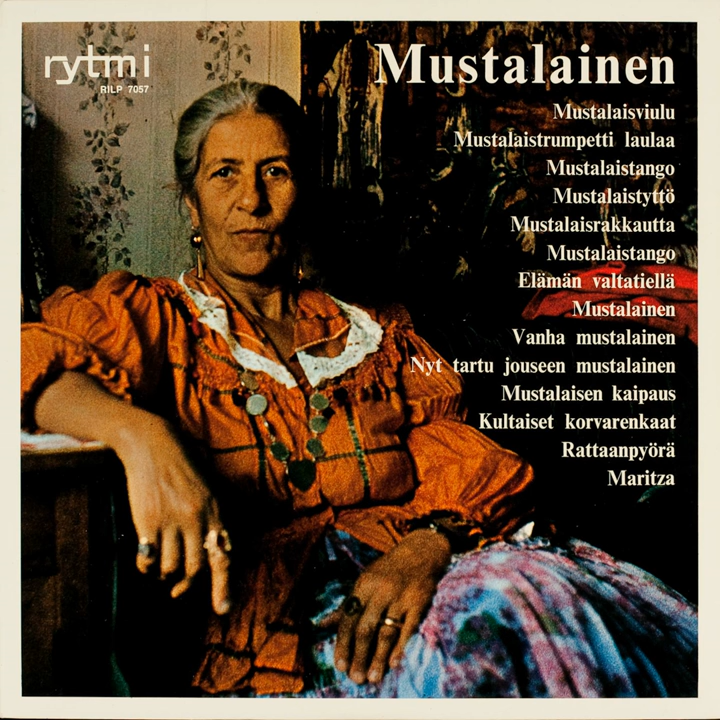 rytmi
RILP 7057
Mustalainen
Mustalaisviulu
Mustalaistrumpetti laulaa
Mustalaistango
Mustalaistyttö
Mustalaisrakkautta
Mustalaistango
Elämän valtatiellä
Mustalainen
Vanha mustalainen
Nyt tartu jouseen mustalainen
Mustalaisen kaipaus
Kultaiset korvarenkaat
Rattaanpyörä
Maritza